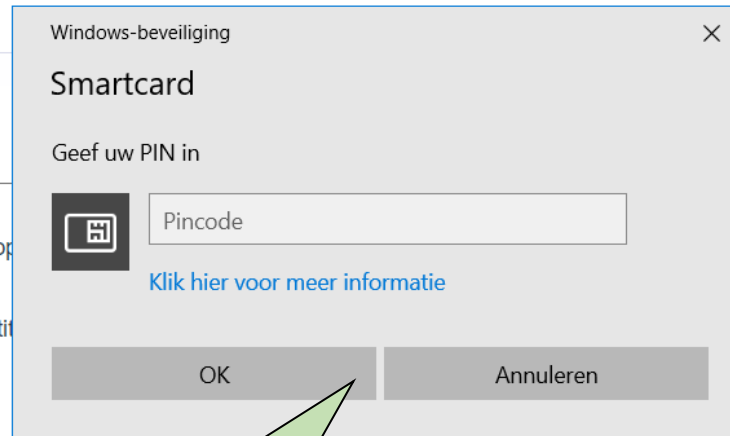 Windows-beveiliging
Smartcard
Geef uw PIN in
Pincode
Klik hier voor meer informatie
OK
Annuleren